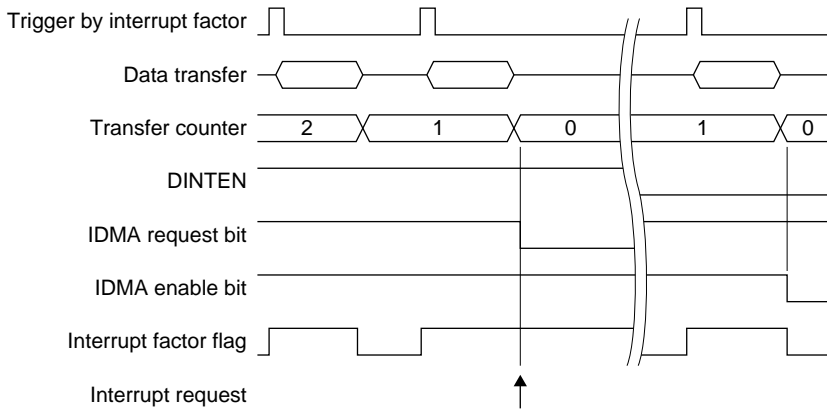 Trigger by interrupt factor
Data transfer
Transfer counter 2 1 0 1 0
DINTEN
IDMA request bit
IDMA enable bit
Interrupt factor flag
Interrupt request